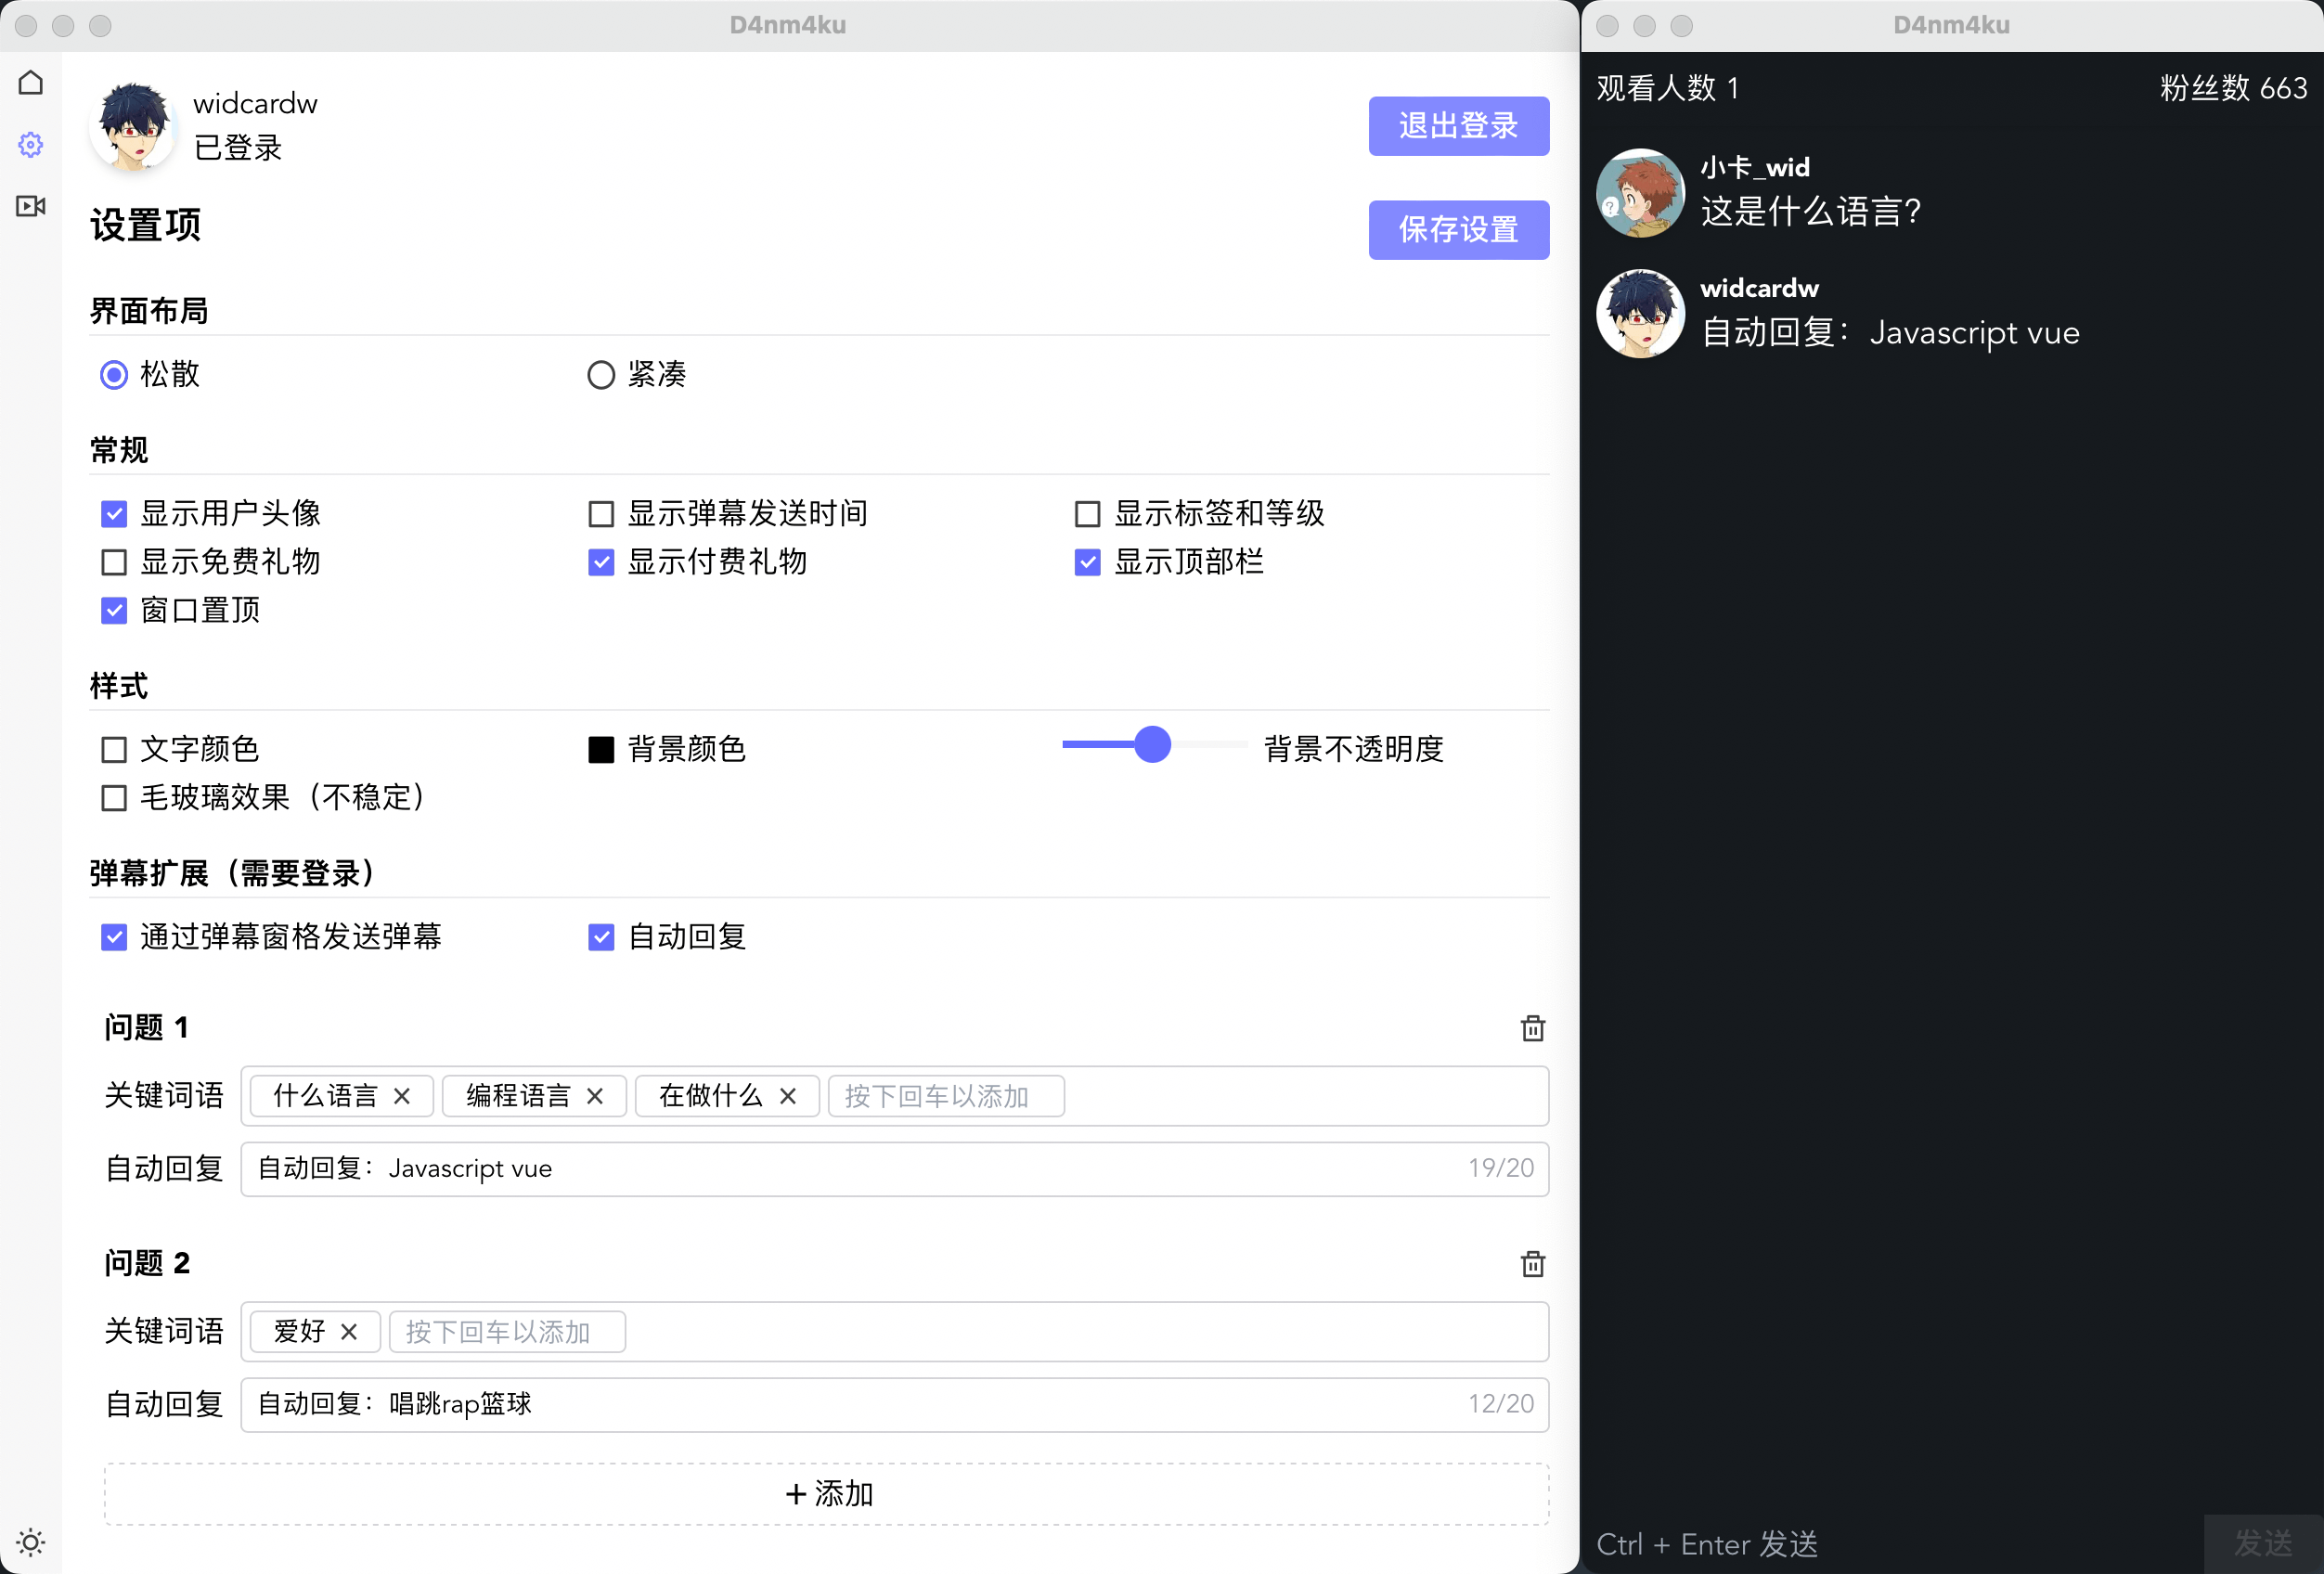 D4nm4ku
widcardw
已登录
退出登录
设置项
保存设置
界面布局
松散 紧凑
常规
显示用户头像 显示弹幕发送时间 显示标签和等级
显示免费礼物 显示付费礼物 显示顶部栏
窗口置顶
样式
文字颜色 背景颜色 背景不透明度
毛玻璃效果（不稳定）
弹幕扩展（需要登录）
通过弹幕窗格发送弹幕 自动回复
问题 1
关键词语 什么语言 编程语言 在做什么 按下回车以添加
自动回复 自动回复：Javascript vue 19/20
问题 2
关键词语 爱好 按下回车以添加
自动回复 自动回复：唱跳rap篮球 12/20
+ 添加
D4nm4ku
观看人数 1 粉丝数 663
小卡_wid
这是什么语言?
widcardw
自动回复：Javascript vue
Ctrl + Enter 发送 发送